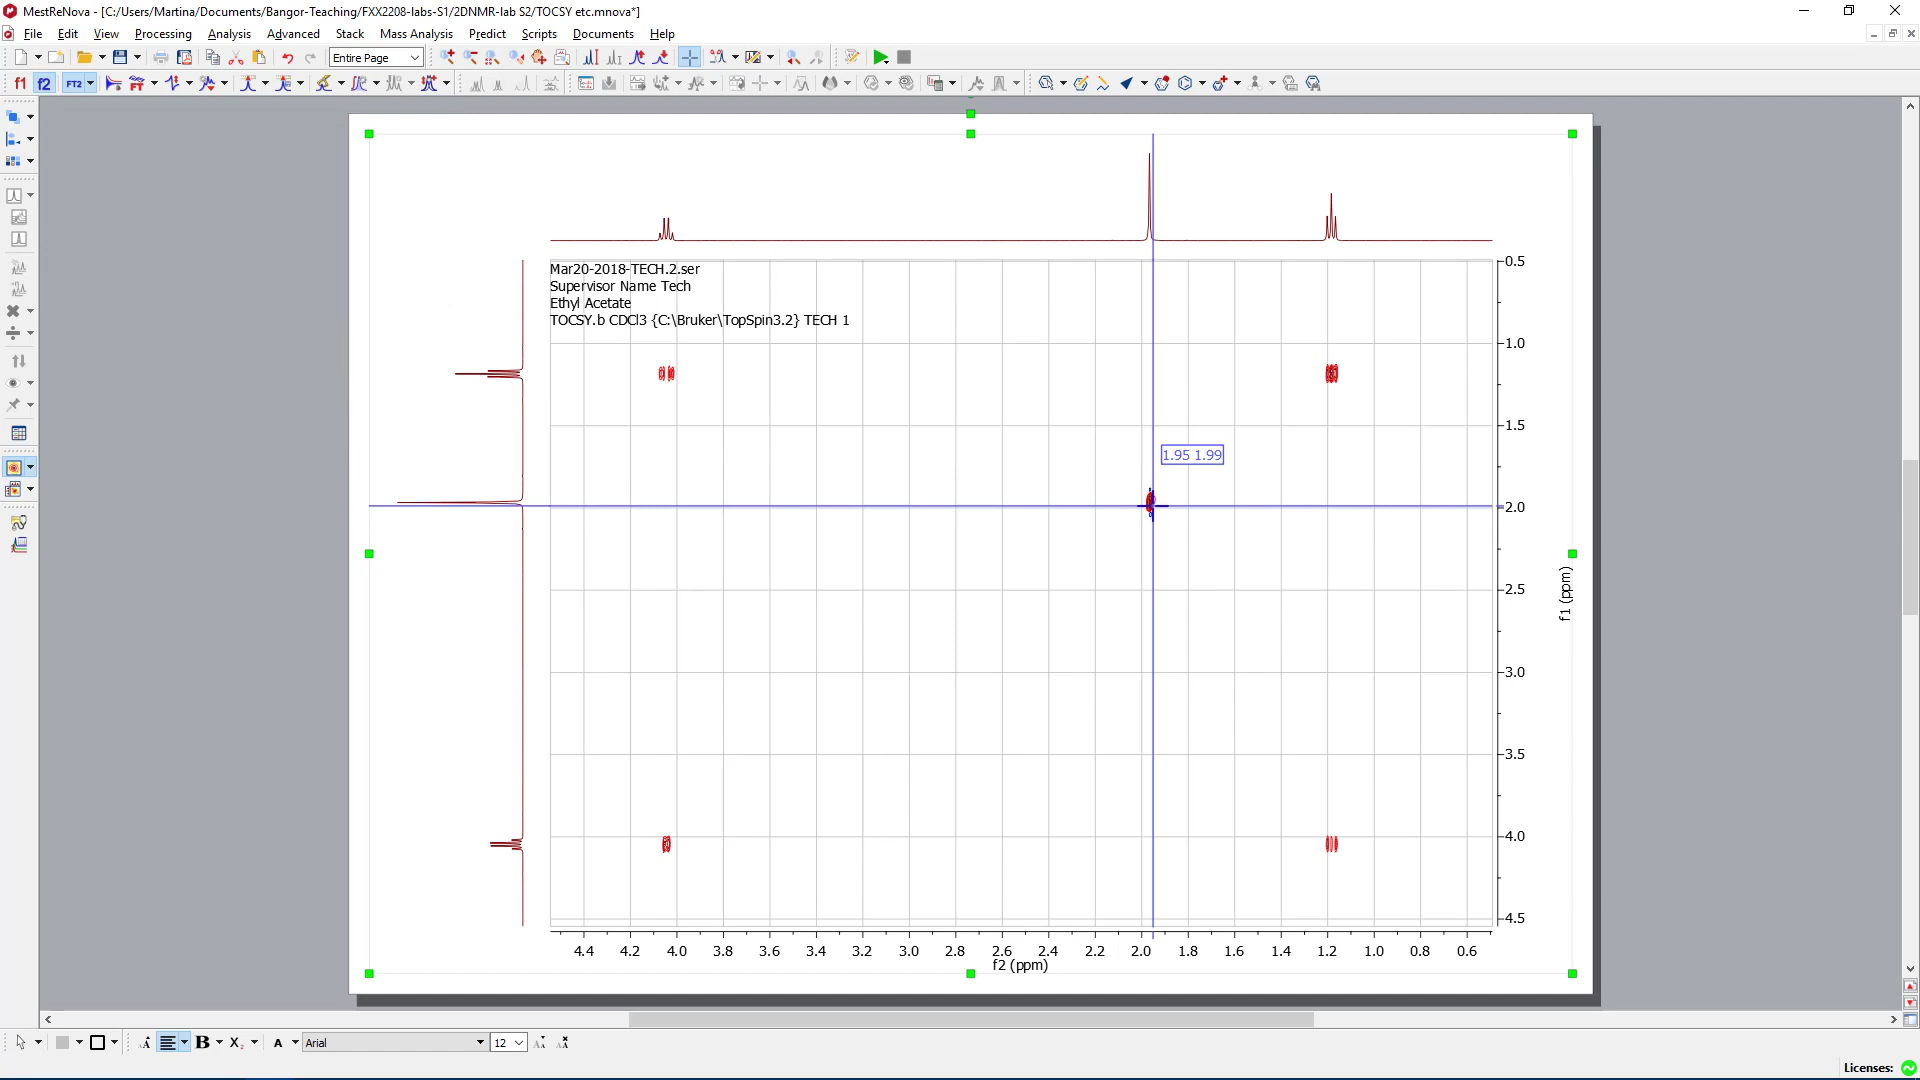 MestReNova - [C:/Users/Martina/Documents/Bangor-Teaching/FXX2208-labs-S1/2DNMR-lab S2/TOCSY etc.mnova*]
File Edit View Processing Analysis Advanced Stack Mass Analysis Predict Scripts Documents Help
Entire Page
f1 f2 FT2 FT
Mar20-2018-TECH.2.ser
Supervisor Name Tech
Ethyl Acetate
TOCSY.b CDCl3 {C:\Bruker\TopSpin3.2} TECH 1
1.95 1.99
0.5
1.0
1.5
2.0
2.5
3.0
3.5
4.0
4.5
f1 (ppm)
4.4 4.2 4.0 3.8 3.6 3.4 3.2 3.0 2.8 2.6 2.4 2.2 2.0 1.8 1.6 1.4 1.2 1.0 0.8 0.6
f2 (ppm)
B X2 A Arial 12
Licenses: